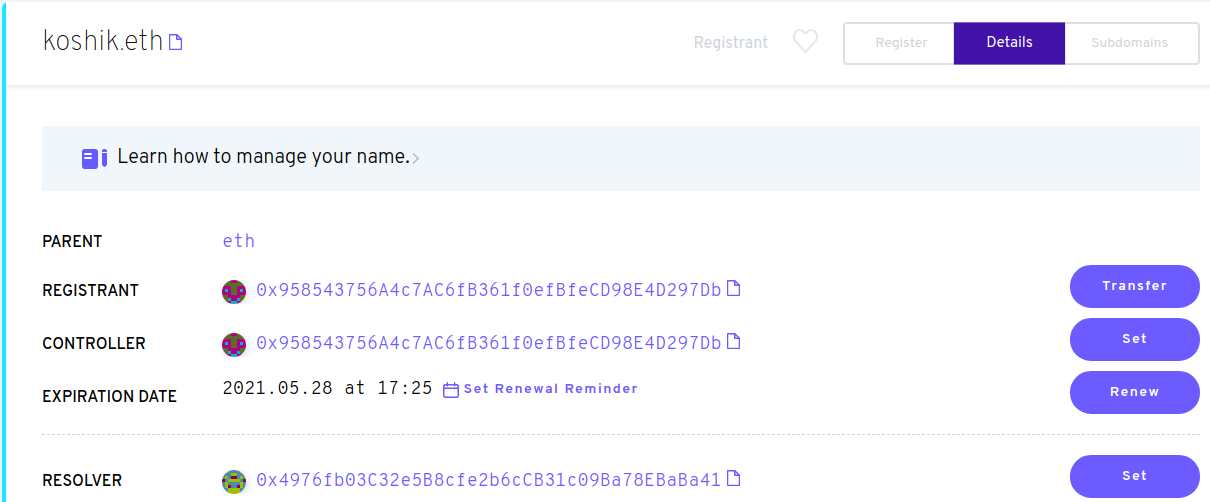 koshik.eth
Registrant
Register
Details
Subdomains
Learn how to manage your name.
PARENT
eth
REGISTRANT
0x958543756A4c7AC6fB361f0efBfeCD98E4D297Db
Transfer
CONTROLLER
0x958543756A4c7AC6fB361f0efBfeCD98E4D297Db
Set
EXPIRATION DATE
2021.05.28 at 17:25
Set Renewal Reminder
Renew
RESOLVER
0x4976fb03C32e5B8cfe2b6cCB31c09Ba78EBaBa41
Set